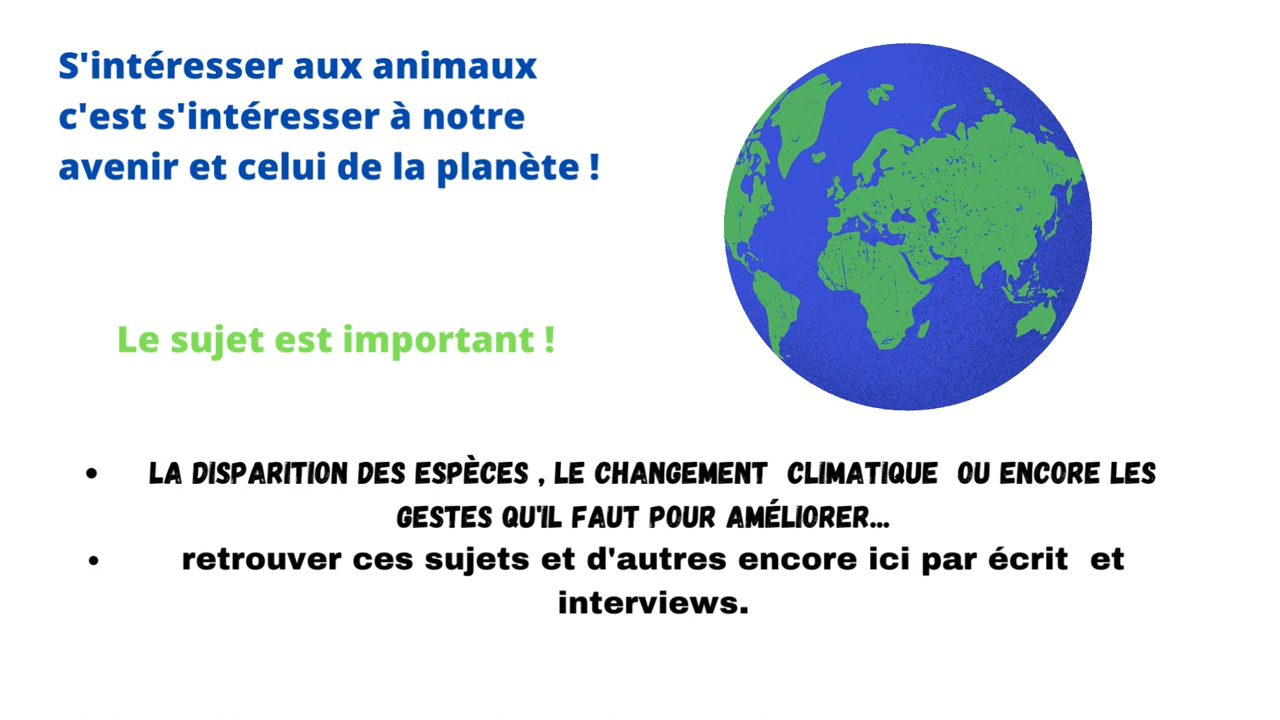 S'intéresser aux animaux
c'est s'intéresser à notre
avenir et celui de la planète !
Le sujet est important !
• LA DISPARITION DES ESPÈCES , LE CHANGEMENT CLIMATIQUE OU ENCORE LES
GESTES QU'IL FAUT POUR AMÉLIORER...
• retrouver ces sujets et d'autres encore ici par écrit et
interviews.